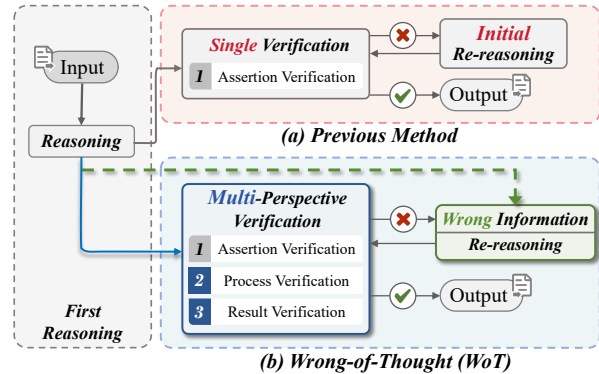 Input
Reasoning
First
Reasoning
Single Verification
1 Assertion Verification
Initial
Re-reasoning
Output
(a) Previous Method
Multi-Perspective
Verification
1 Assertion Verification
2 Process Verification
3 Result Verification
Wrong Information
Re-reasoning
Output
(b) Wrong-of-Thought (WoT)